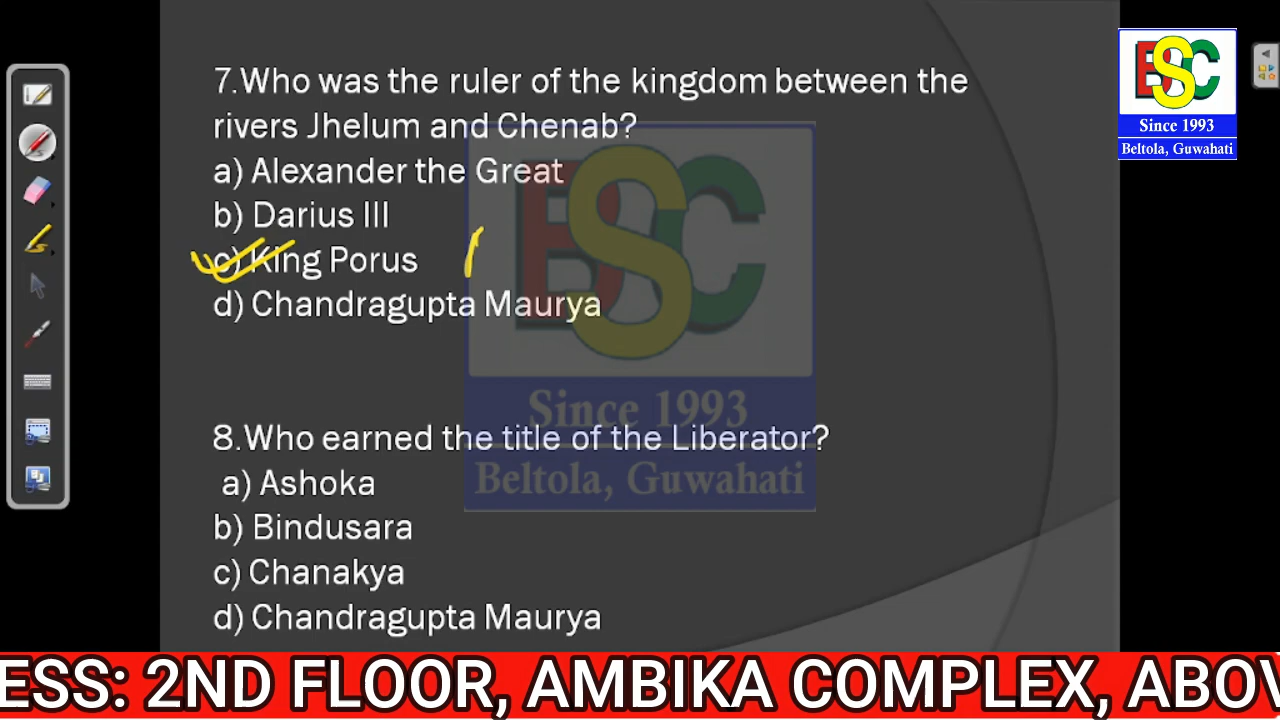 7.Who was the ruler of the kingdom between the
rivers Jhelum and Chenab?
a) Alexander the Great
b) Darius III
c) King Porus
d) Chandragupta Maurya
8.Who earned the title of the Liberator?
a) Ashoka
b) Bindusara
c) Chanakya
d) Chandragupta Maurya
BSC
Since 1993
Beltola, Guwahati
BSC
Since 1993
Beltola, Guwahati
ESS: 2ND FLOOR, AMBIKA COMPLEX, ABOV